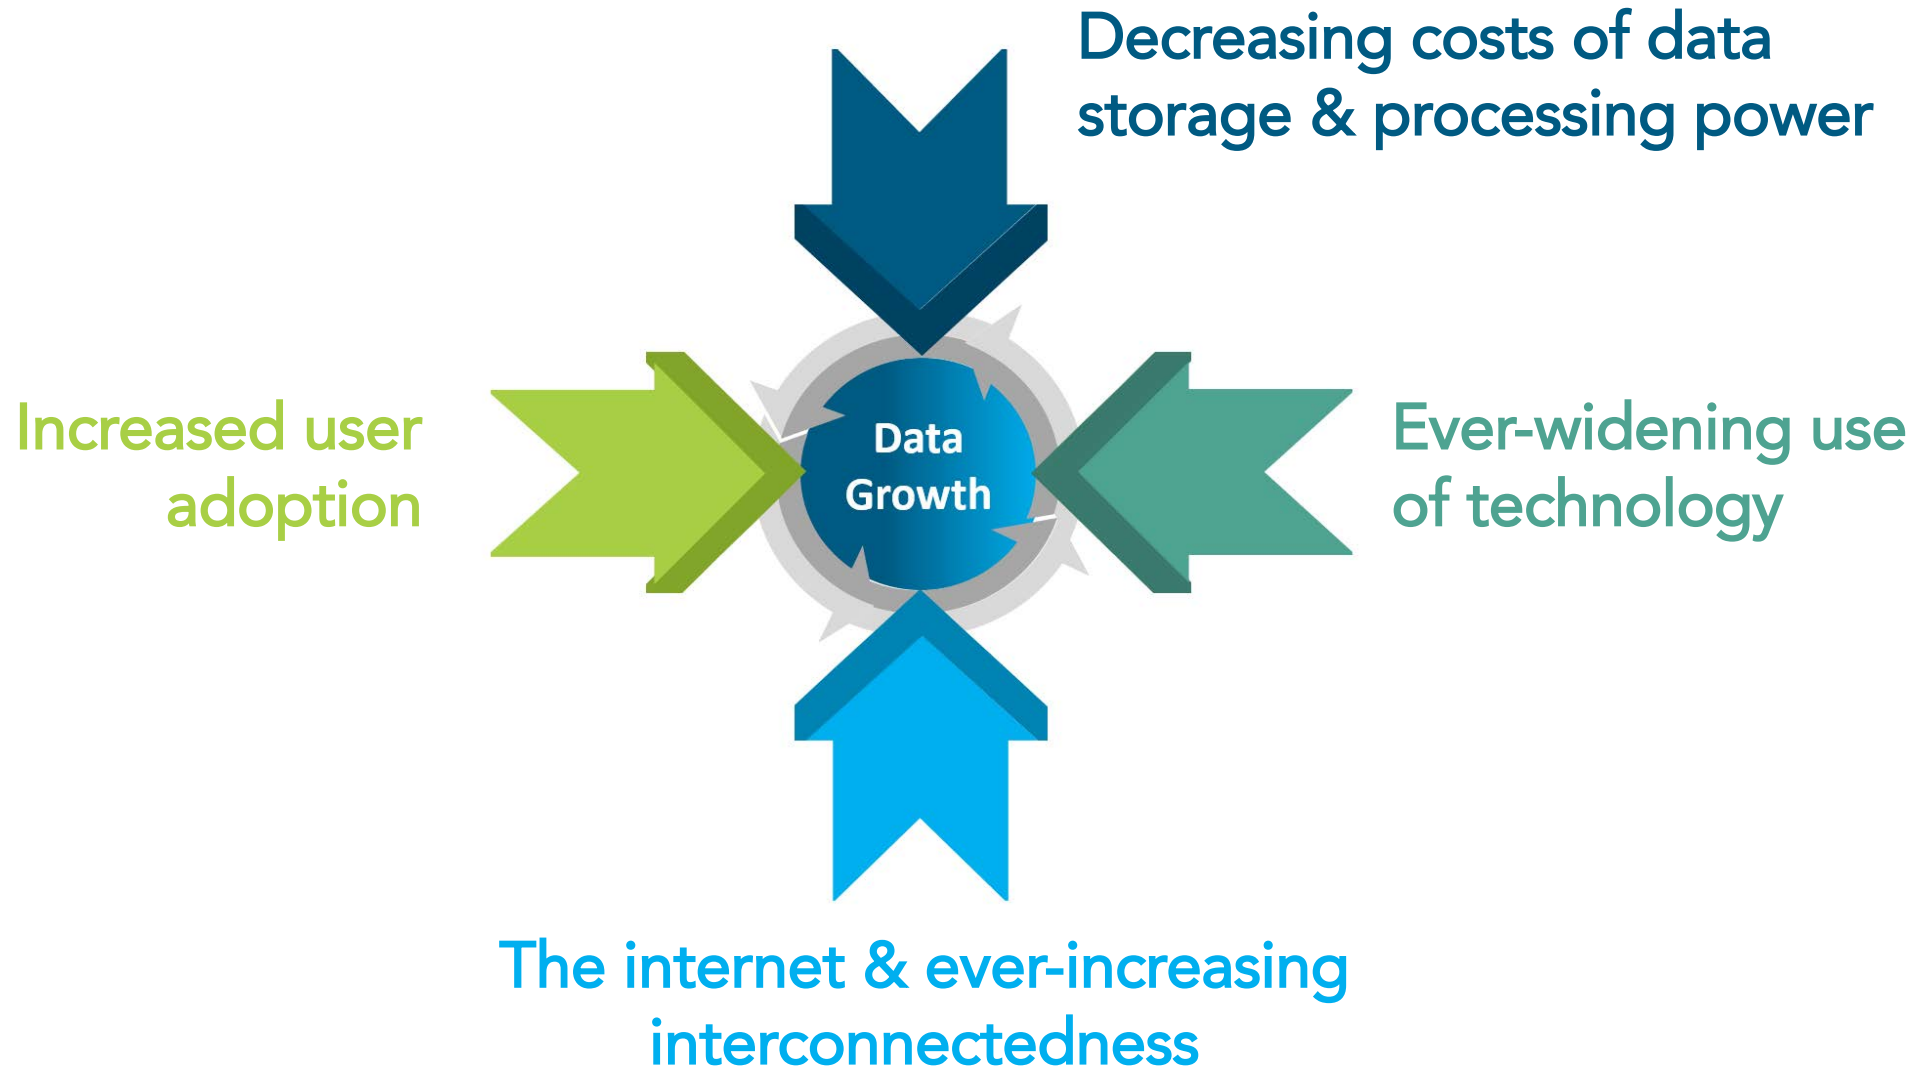 Decreasing costs of data
storage & processing power
Increased user
adoption
Data
Growth
Ever-widening use
of technology
The internet & ever-increasing
interconnectedness